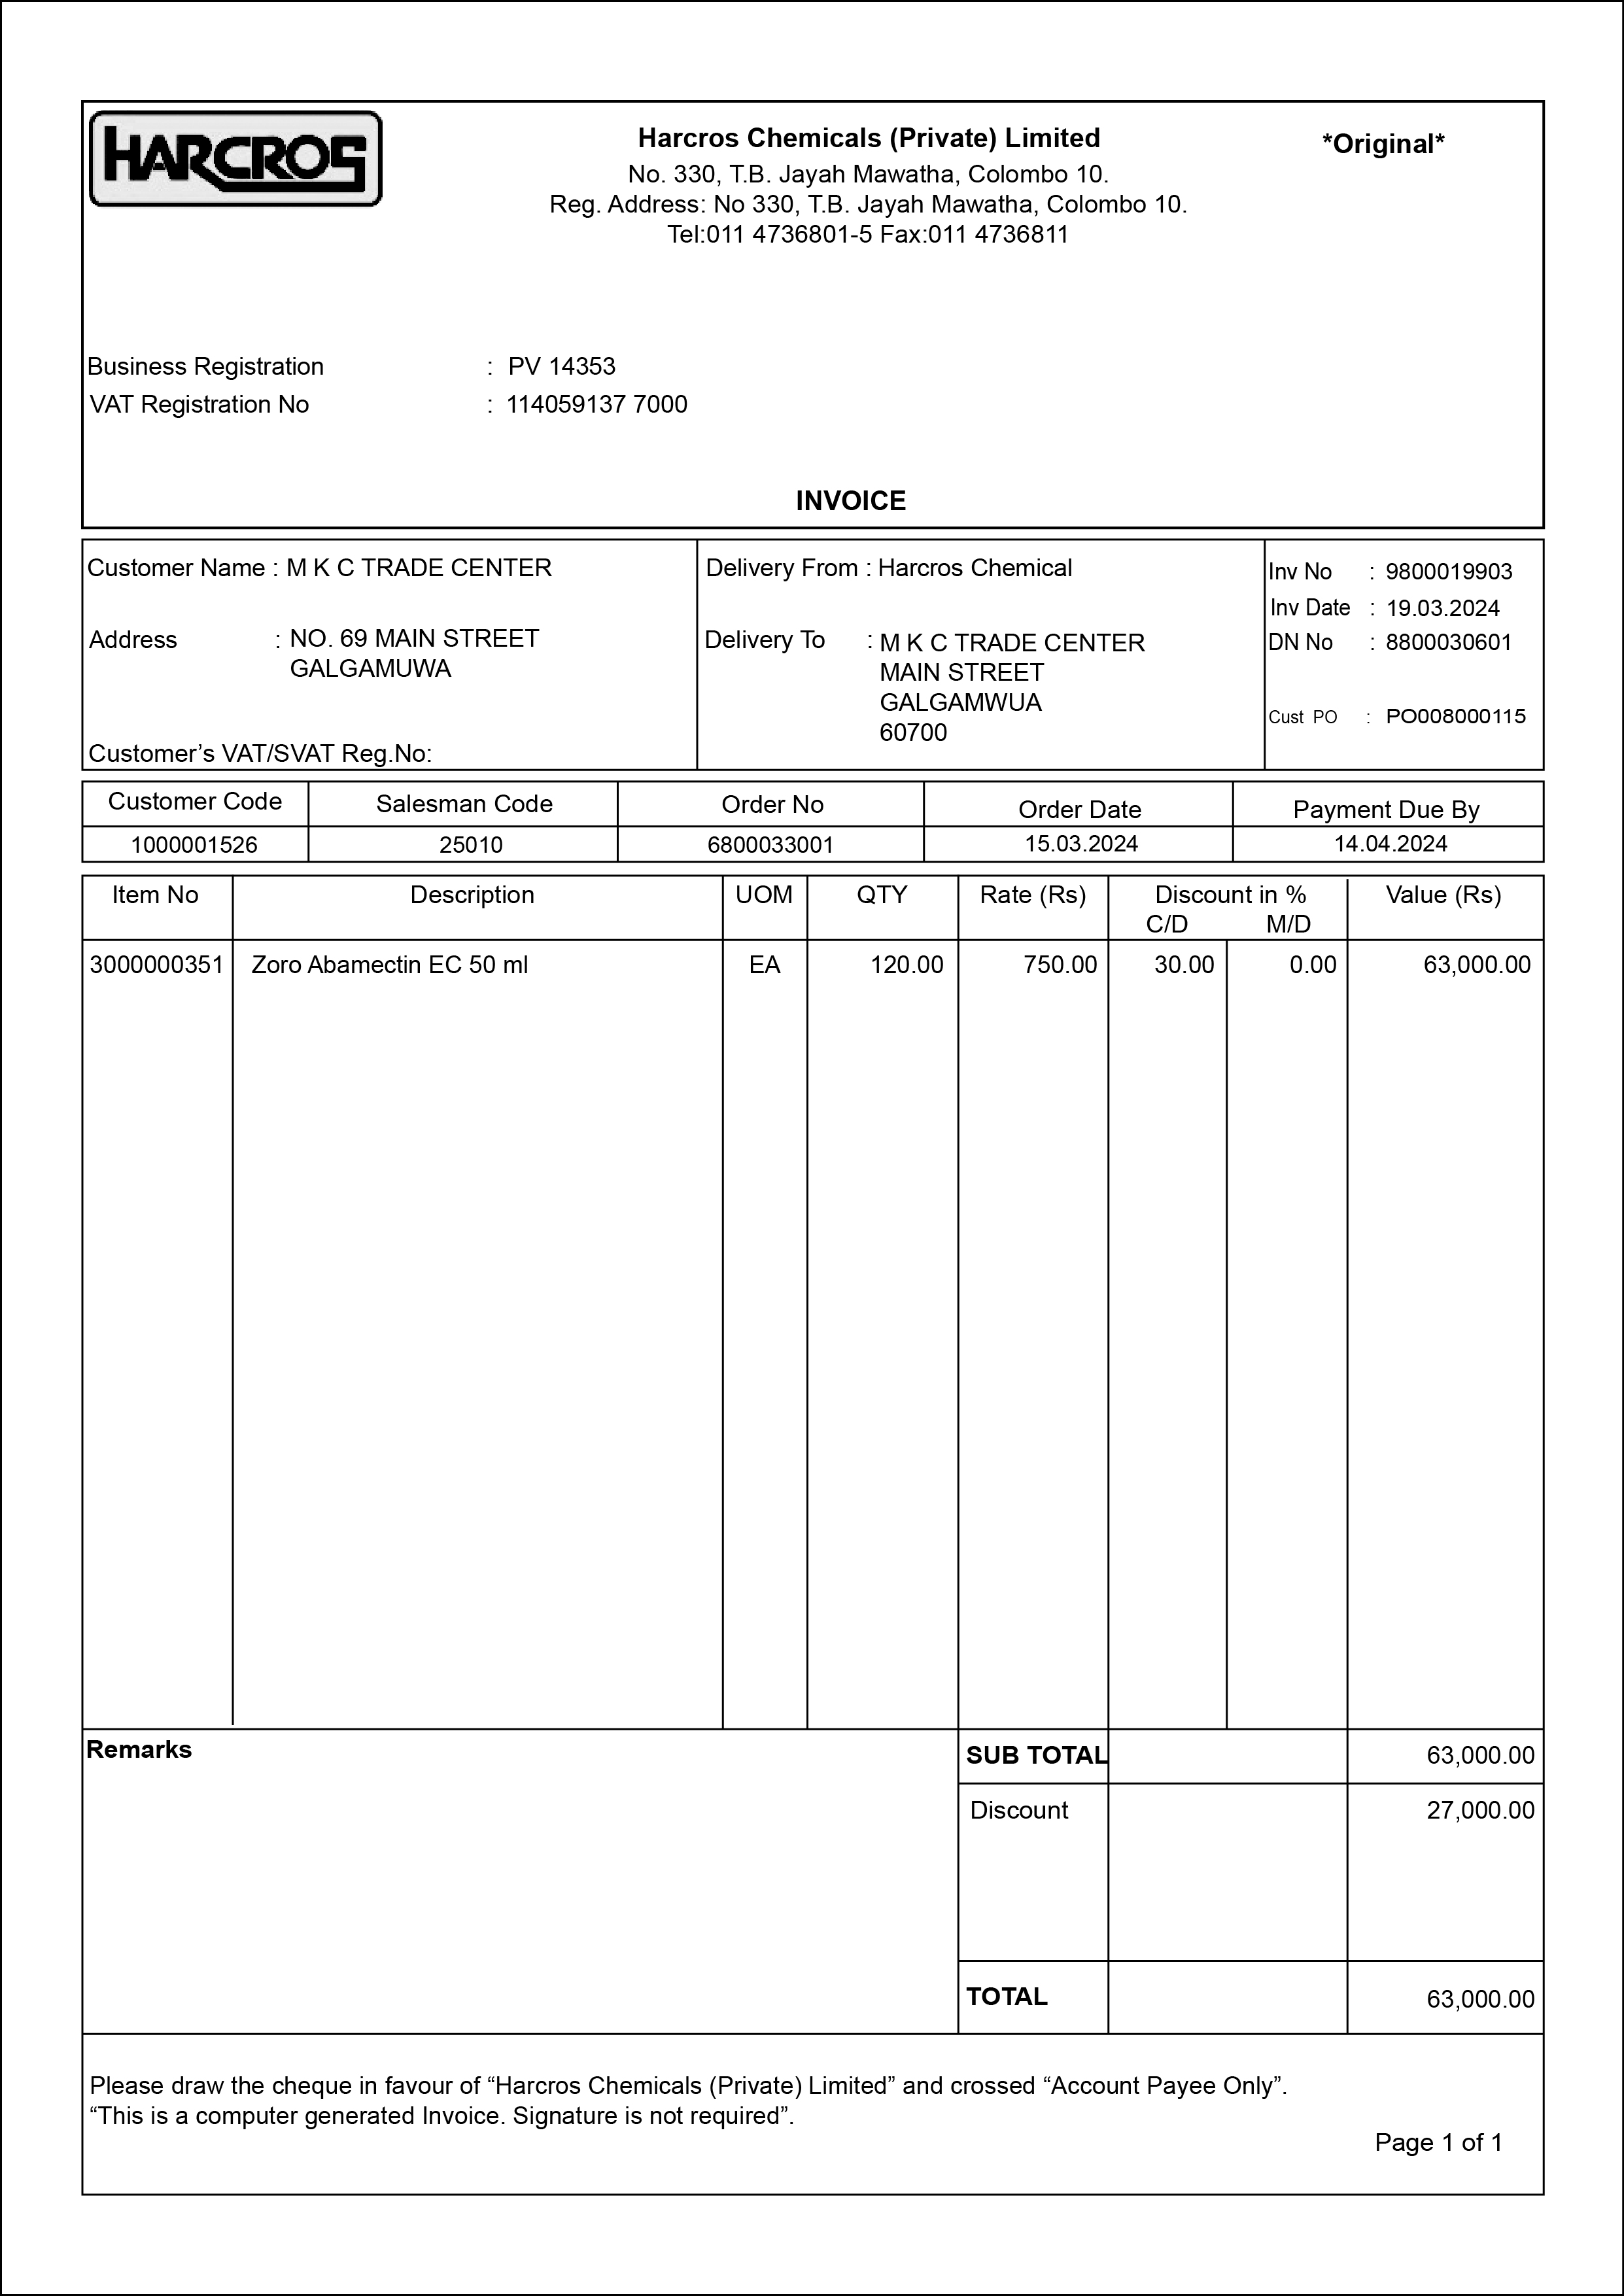 HARCROS
Harcros Chemicals (Private) Limited
*Original*
No. 330, T.B. Jayah Mawatha, Colombo 10.
Reg. Address: No 330, T.B. Jayah Mawatha, Colombo 10.
Tel:011 4736801-5 Fax:011 4736811
Business Registration : PV 14353
VAT Registration No : 114059137 7000
INVOICE
Customer Name : M K C TRADE CENTER
Address : NO. 69 MAIN STREET
GALGAMUWA
Customer’s VAT/SVAT Reg.No:
Delivery From : Harcros Chemical
Delivery To : M K C TRADE CENTER
MAIN STREET
GALGAMWUA
60700
Inv No : 9800019903
Inv Date : 19.03.2024
DN No : 8800030601
Cust PO : PO008000115
Customer Code Salesman Code Order No Order Date Payment Due By
1000001526 25010 6800033001 15.03.2024 14.04.2024
Item No Description UOM QTY Rate (Rs) Discount in % Value (Rs)
C/D M/D
3000000351 Zoro Abamectin EC 50 ml EA 120.00 750.00 30.00 0.00 63,000.00
Remarks
SUB TOTAL 63,000.00
Discount 27,000.00
TOTAL 63,000.00
Please draw the cheque in favour of “Harcros Chemicals (Private) Limited” and crossed “Account Payee Only”.
“This is a computer generated Invoice. Signature is not required”.
Page 1 of 1